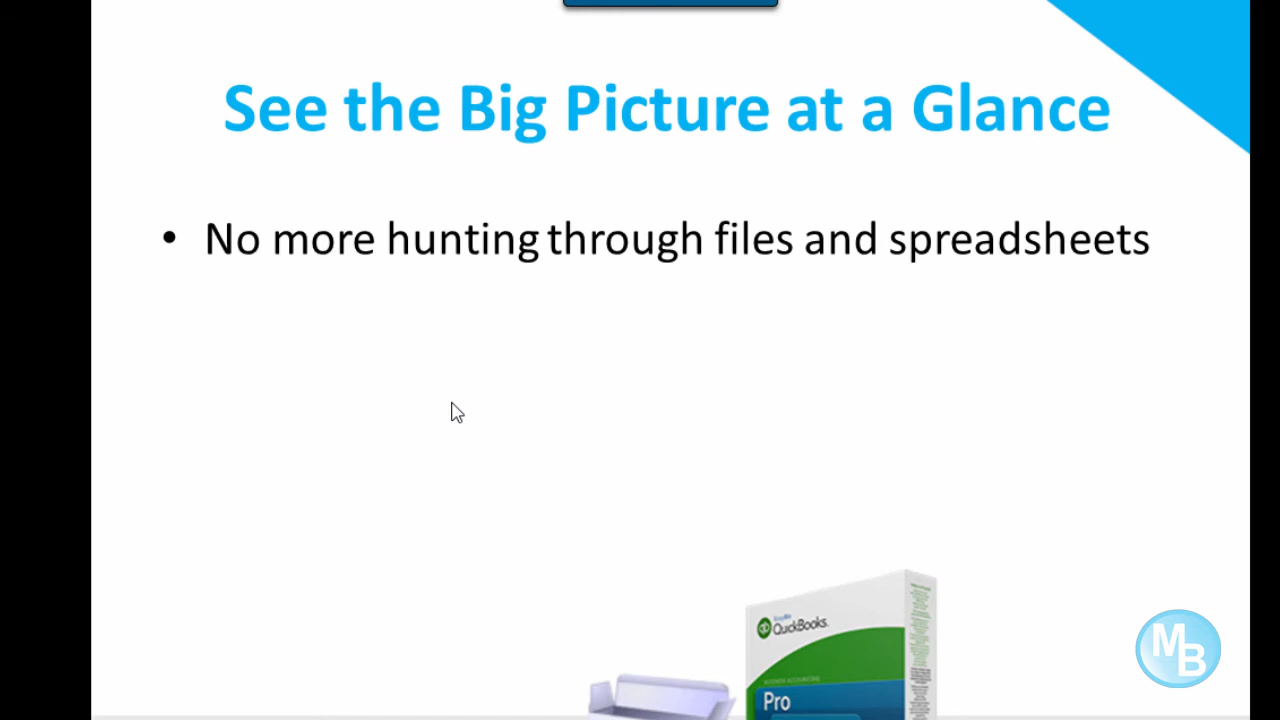 See the Big Picture at a Glance
• No more hunting through files and spreadsheets
QuickBooks.
Pro
MB